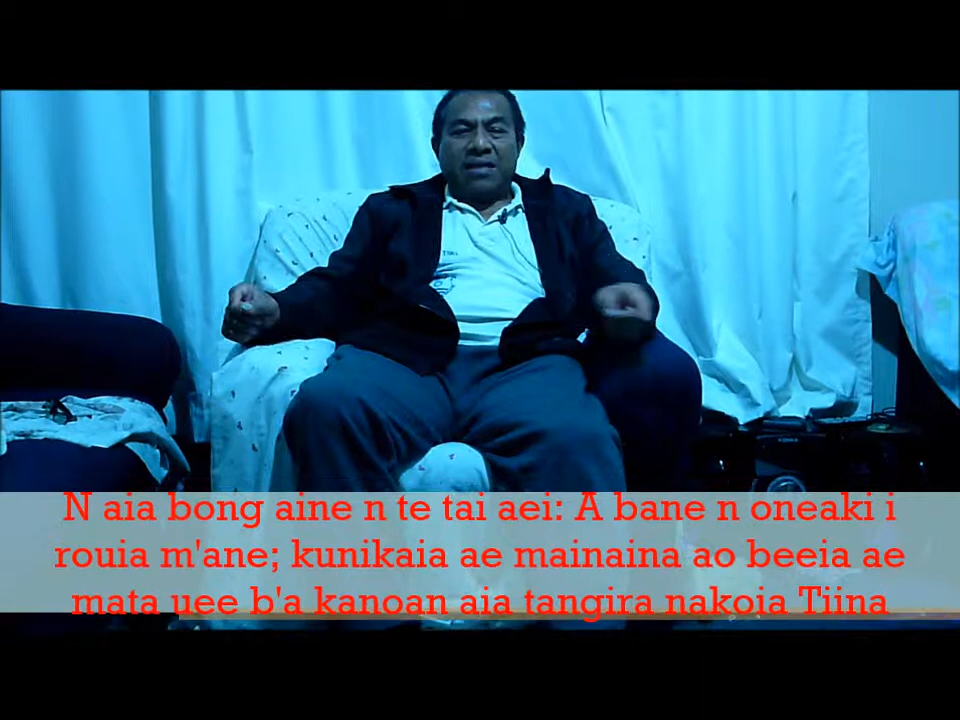 N aia bong aine n te tai aei: A bane n oneaki i
rouia m'ane; kunikaia ae mainaina ao beeia ae
mata uee b'a kanoan aia tangira nakoia Tiina